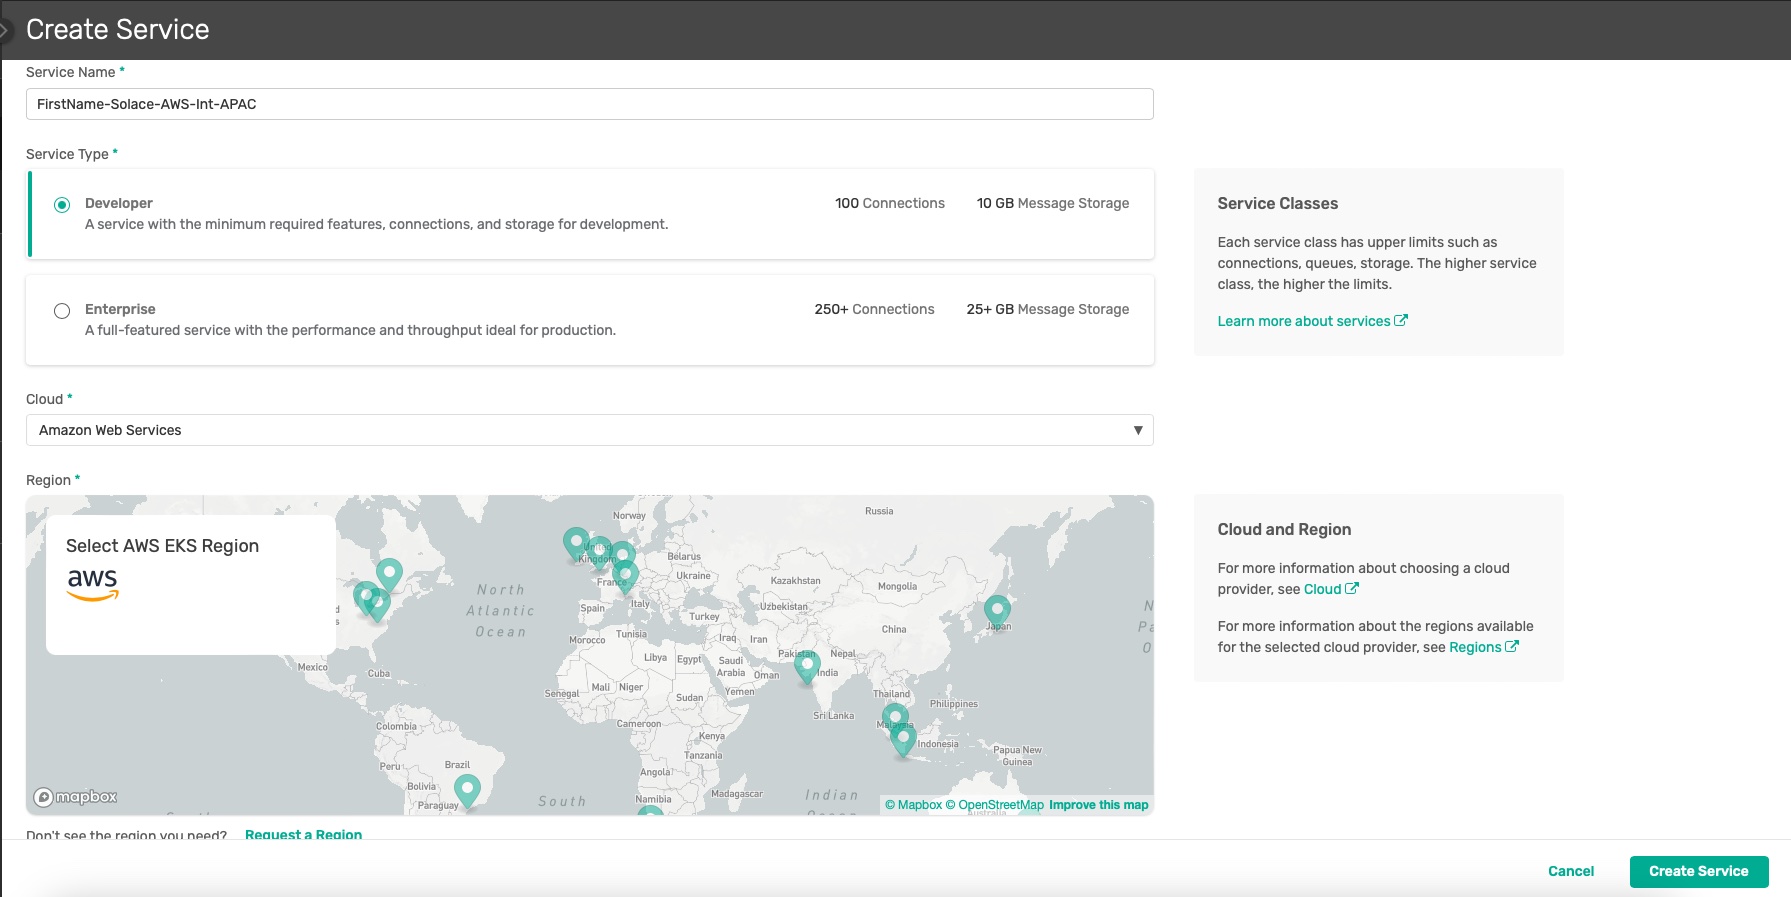 Create Service
Service Name *
FirstName-Solace-AWS-Int-APAC
Service Type *
Developer
A service with the minimum required features, connections, and storage for development.
100 Connections
10 GB Message Storage
Enterprise
A full-featured service with the performance and throughput ideal for production.
250+ Connections
25+ GB Message Storage
Service Classes
Each service class has upper limits such as
connections, queues, storage. The higher service
class, the higher the limits.
Learn more about services
Cloud *
Amazon Web Services
Region *
Select AWS EKS Region
aws
Norway
Russia
United
Kingdom
Belarus
Ukraine
France
Kazakhstan
Mongolia
North
Atlantic
Ocean
Spain
Italy
Turkey
Uzbekistan
China
Japan
Morocco
Tunisia
Iraq
Iran
Pakistan
Nepal
Libya
Egypt
Saudi
Arabia
Oman
India
Mexico
Cuba
Senegal
Mali
Niger
Sudan
Yemen
Thailand
Philippines
Sri Lanka
Colombia
Cameroon
Kenya
Malaysia
Indonesia
Papua New
Guinea
Tanzania
Peru
Brazil
Angola
Bolivia
Paraguay
Namibia
Madagascar
South
Indian
Ocean
Australia
mapbox
© Mapbox © OpenStreetMap Improve this map
Don't see the region you need? Request a Region
Cloud and Region
For more information about choosing a cloud
provider, see Cloud
For more information about the regions available
for the selected cloud provider, see Regions
Cancel
Create Service